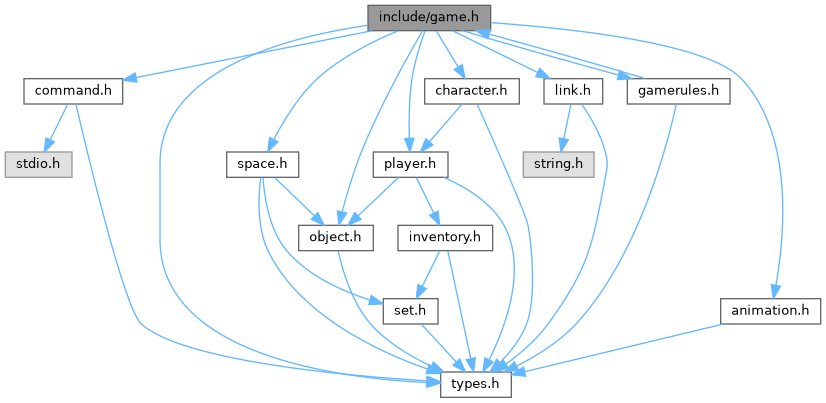 include/game.h
command.h
character.h
link.h
gamerules.h
stdio.h
space.h
player.h
string.h
object.h
inventory.h
set.h
animation.h
types.h